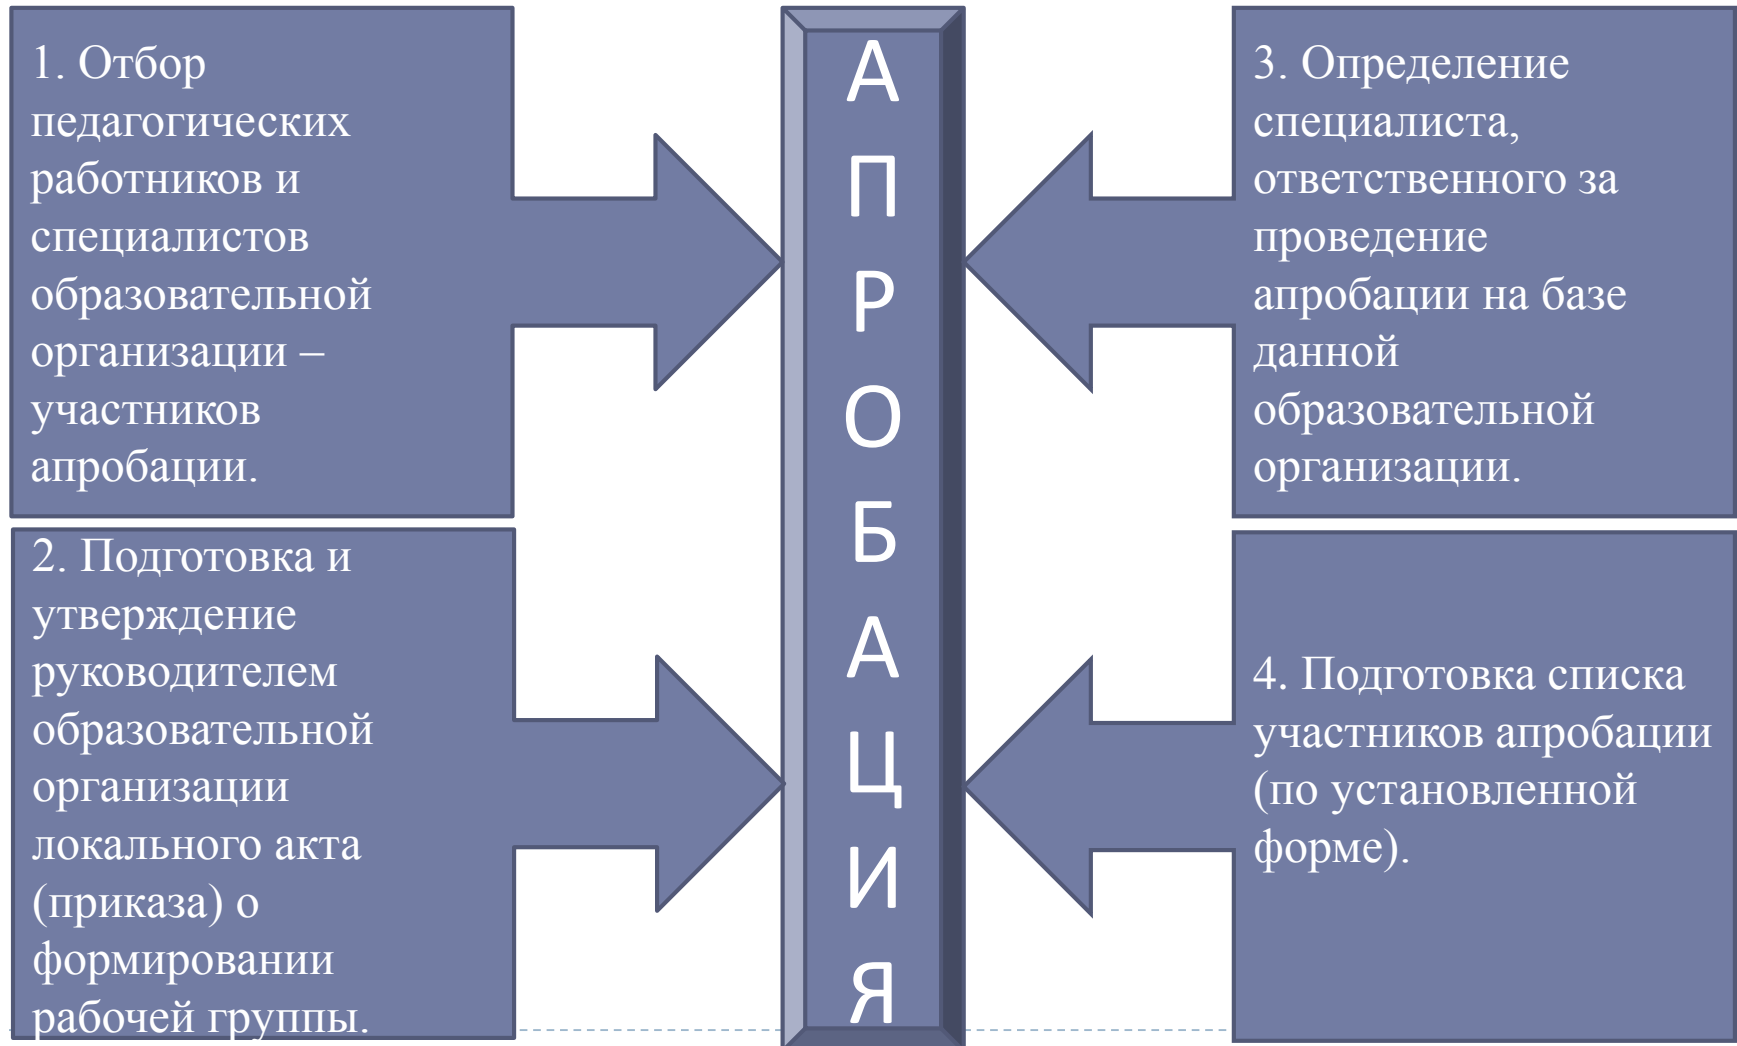 1. Отбор
педагогических
работников и
специалистов
образовательной
организации –
участников
апробации.
2. Подготовка и
утверждение
руководителем
образовательной
организации
локального акта
(приказа) о
формировании
рабочей группы.
А
П
Р
О
Б
А
Ц
И
Я
3. Определение
специалиста,
ответственного за
проведение
апробации на базе
данной
образовательной
организации.
4. Подготовка списка
участников апробации
(по установленной
форме).